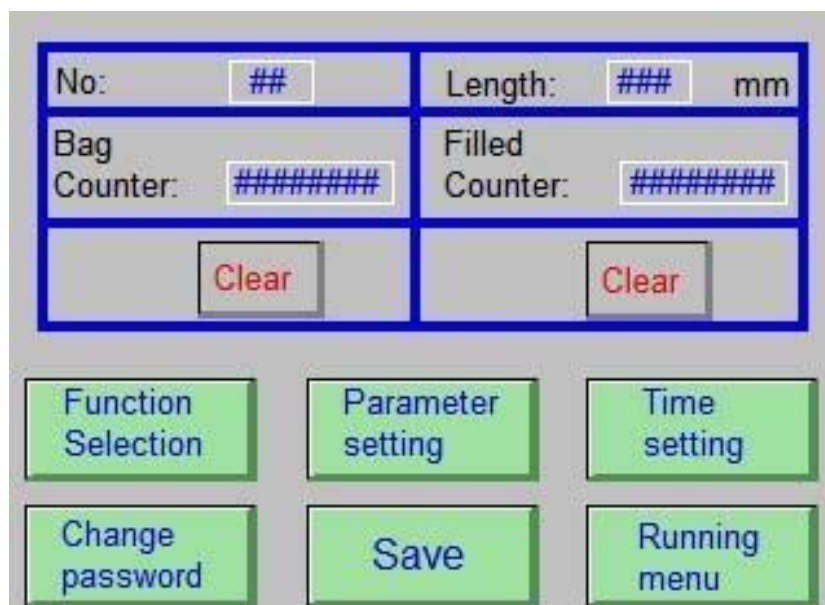 No: ## Length: ### mm
Bag Filled
Counter: ######## Counter: ########
Clear Clear
Function Parameter Time
Selection setting setting
Change Save Running
password menu